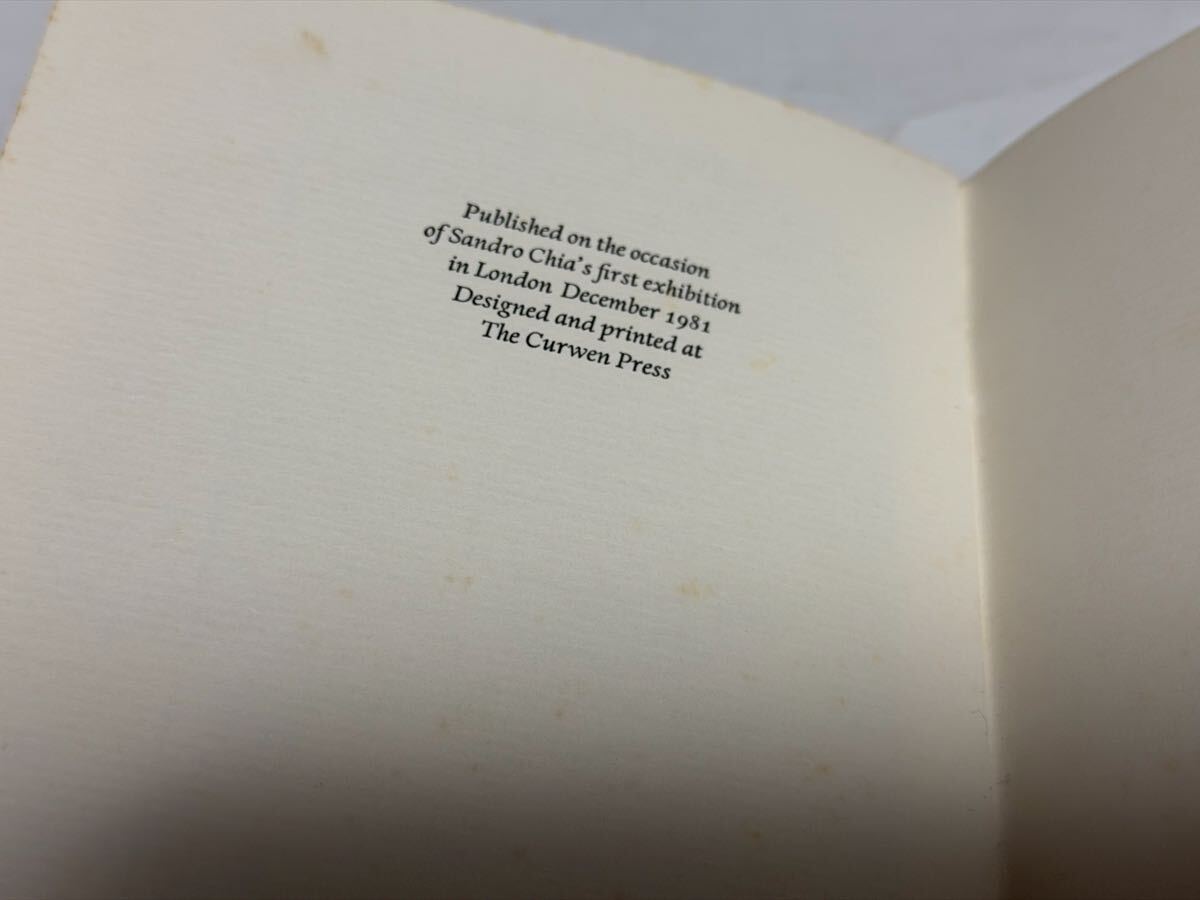 Published on the occasion
of Sandro Chia's first exhibition
in London December 1981
Designed and printed at
The Curwen Press